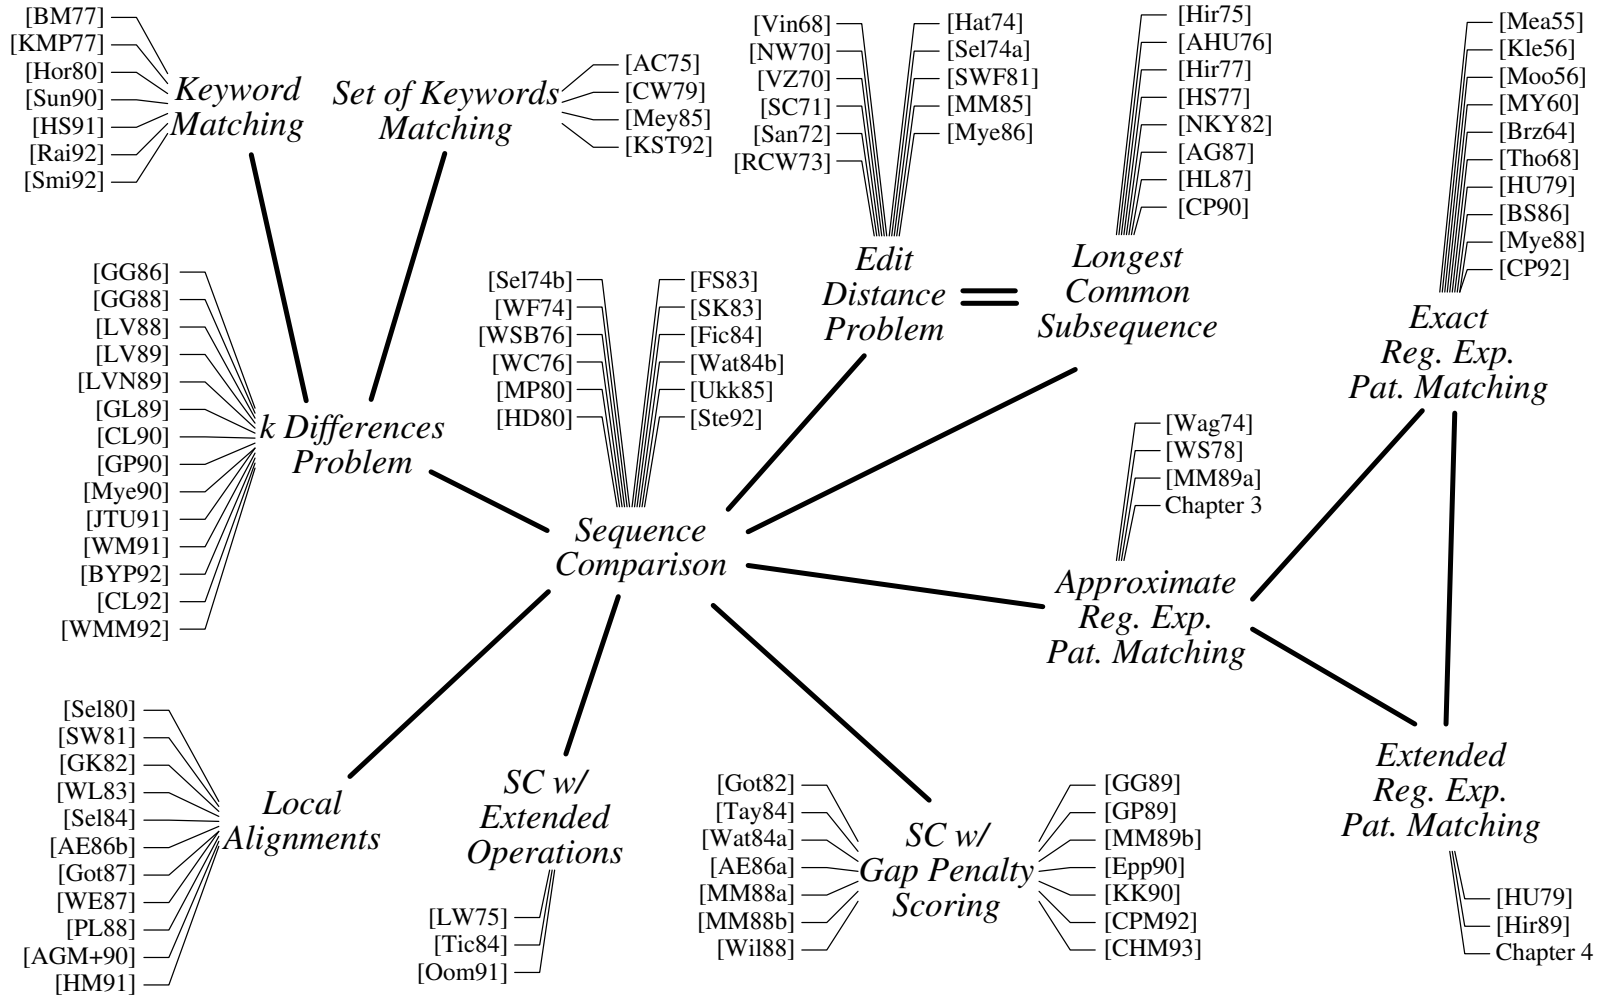 [BM77]
[KMP77]
[Hor80]
[Sun90]
[HS91]
[Rai92]
[Smi92]
Keyword
Matching
Set of Keywords
Matching
[AC75]
[CW79]
[Mey85]
[KST92]
[Vin68]
[NW70]
[VZ70]
[SC71]
[San72]
[RCW73]
[Hat74]
[Sel74a]
[SWF81]
[MM85]
[Mye86]
Edit
Distance
Problem
[Hir75]
[AHU76]
[Hir77]
[HS77]
[NKY82]
[AG87]
[HL87]
[CP90]
Longest
Common
Subsequence
[Mea55]
[Kle56]
[Moo56]
[MY60]
[Brz64]
[Tho68]
[HU79]
[BS86]
[Mye88]
[CP92]
Exact
Reg. Exp.
Pat. Matching
[GG86]
[GG88]
[LV88]
[LV89]
[LVN89]
[GL89]
[CL90]
[GP90]
[Mye90]
[JTU91]
[WM91]
[BYP92]
[CL92]
[WMM92]
k Differences
Problem
[Sel74b]
[WF74]
[WSB76]
[WC76]
[MP80]
[HD80]
[FS83]
[SK83]
[Fic84]
[Wat84b]
[Ukk85]
[Ste92]
Sequence
Comparison
[Wag74]
[WS78]
[MM89a]
Chapter 3
Approximate
Reg. Exp.
Pat. Matching
[Sel80]
[SW81]
[GK82]
[WL83]
[Sel84]
[AE86b]
[Got87]
[WE87]
[PL88]
[AGM+90]
[HM91]
Local
Alignments
SC w/
Extended
Operations
[LW75]
[Tic84]
[Oom91]
[Got82]
[Tay84]
[Wat84a]
[AE86a]
[MM88a]
[MM88b]
[Wil88]
SC w/
Gap Penalty
Scoring
[GG89]
[GP89]
[MM89b]
[Epp90]
[KK90]
[CPM92]
[CHM93]
Extended
Reg. Exp.
Pat. Matching
[HU79]
[Hir89]
Chapter 4